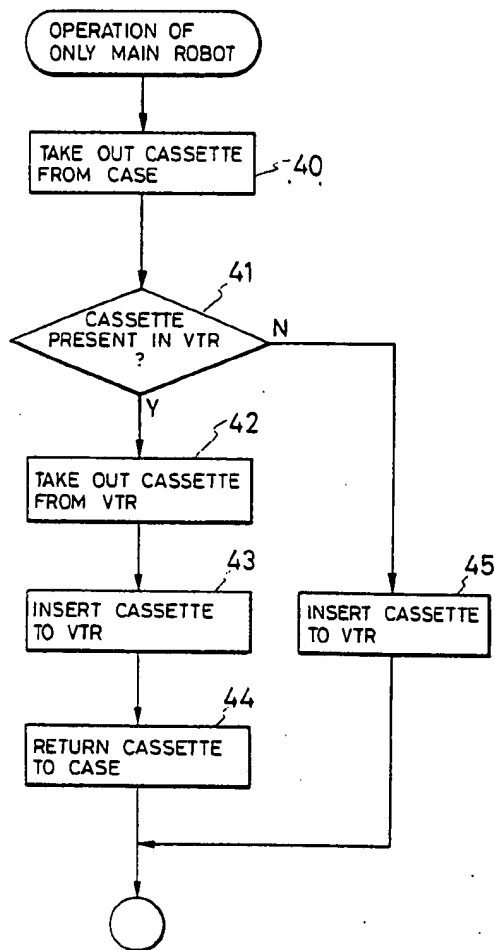 OPERATION OF
ONLY MAIN ROBOT
TAKE OUT CASSETTE
FROM CASE
40
41
CASSETTE
PRESENT IN VTR
?
N
Y
42
TAKE OUT CASSETTE
FROM VTR
43
INSERT CASSETTE
TO VTR
45
INSERT CASSETTE
TO VTR
44
RETURN CASSETTE
TO CASE